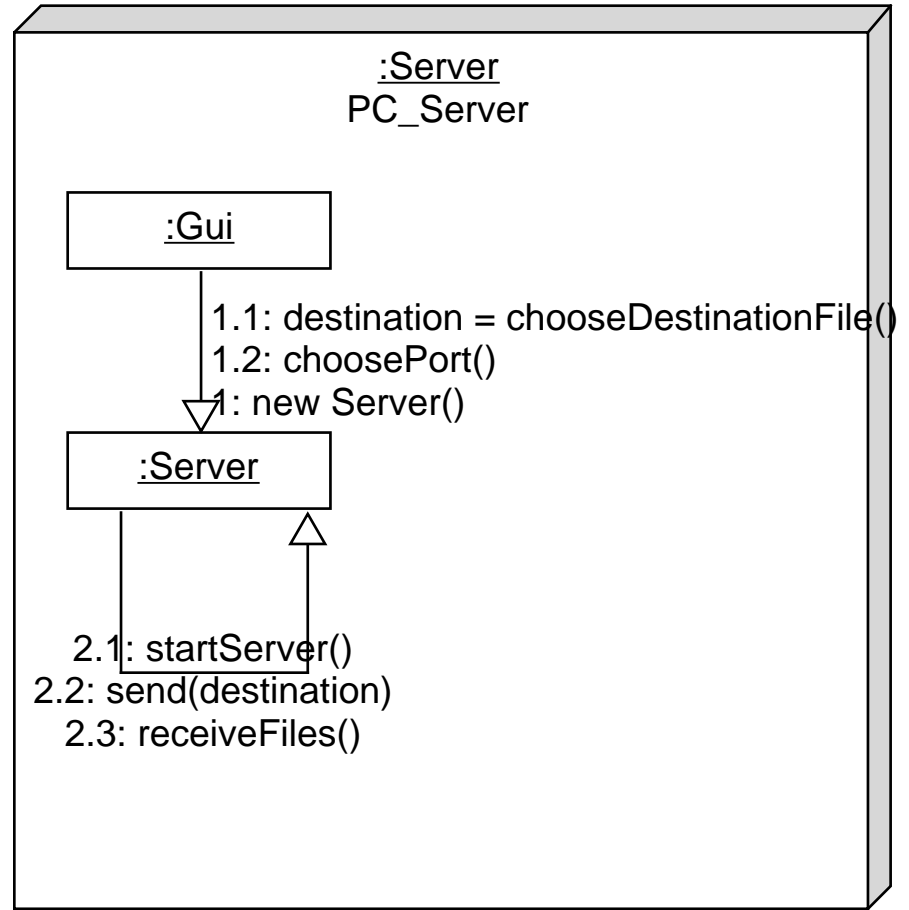 :Server
PC_Server
:Gui
1.1: destination = chooseDestinationFile()
1.2: choosePort()
1: new Server()
:Server
2.1: startServer()
2.2: send(destination)
2.3: receiveFiles()